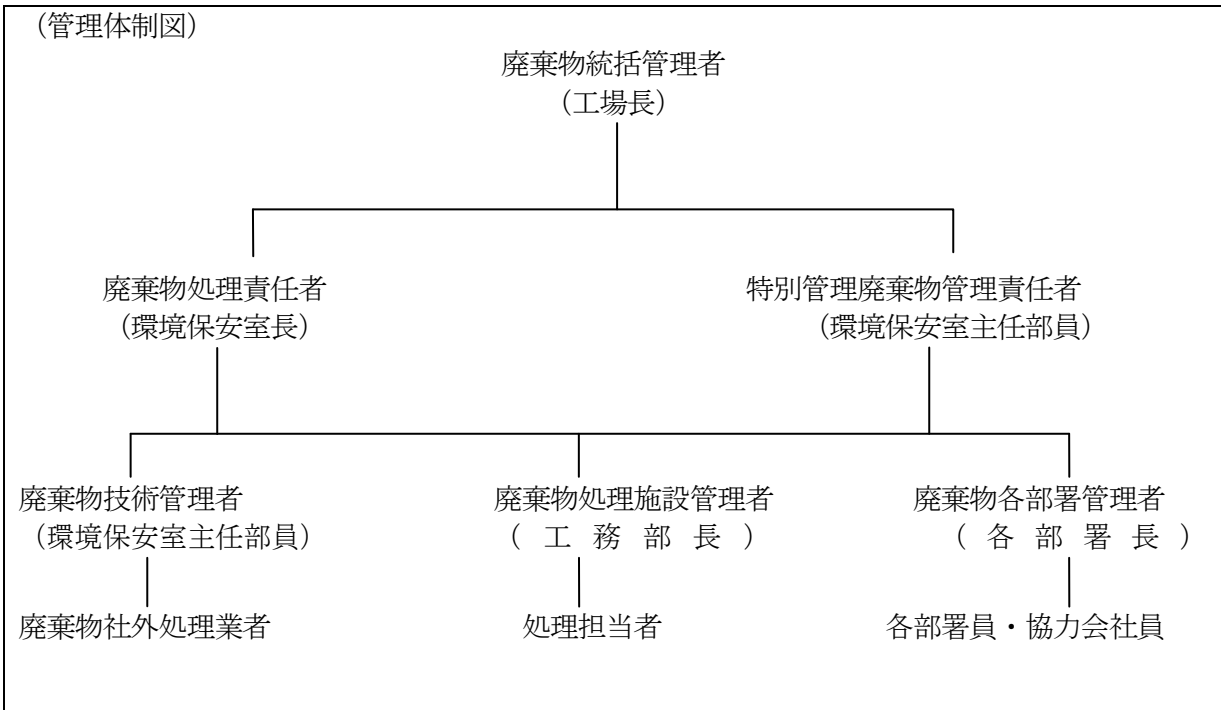 （管理体制図）
廃棄物統括管理者
（工場長）
廃棄物処理責任者
（環境保安室長）
特別管理廃棄物管理責任者
（環境保安室主任部員）
廃棄物技術管理者
（環境保安室主任部員）
廃棄物処理施設管理者
（ 工 務 部 長 ）
廃棄物各部署管理者
（ 各 部 署 長 ）
廃棄物社外処理業者
処理担当者
各部署員・協力会社員